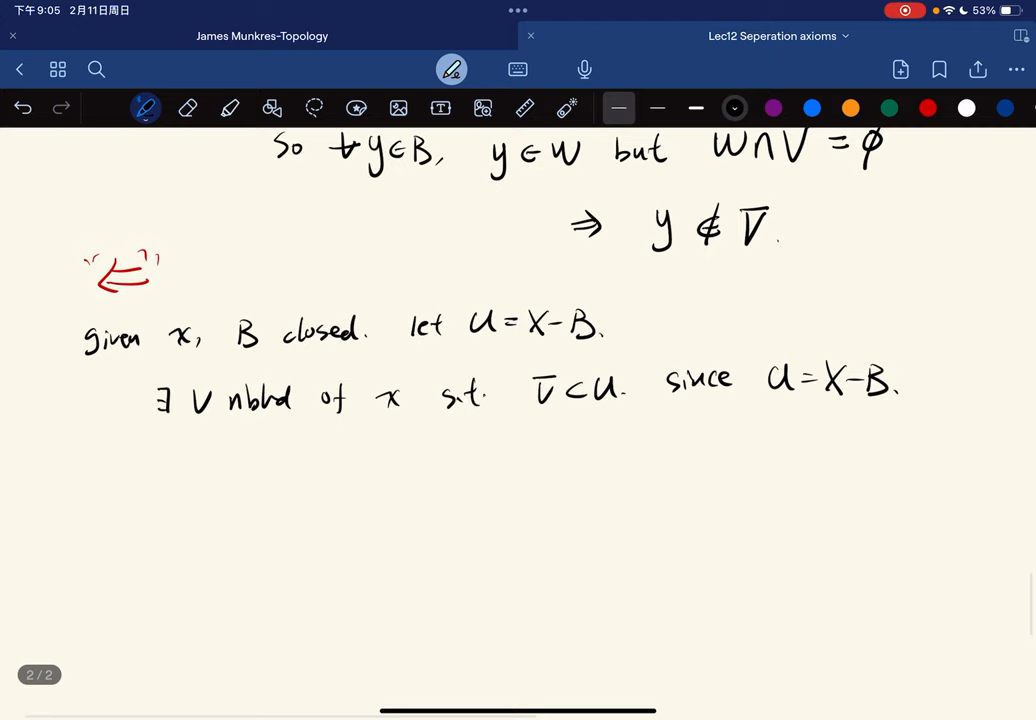 下午9:05 2月11日周日
53%
James Munkres-Topology
Lec12 Seperation axioms
So ∀y∈B, y∈W but W∩V = ϕ
⇒ y ∉ V̅.
"⇐"
given x, B closed. let U = X−B.
∃ V nbhd of x s.t. V̅ ⊂ U. since U = X−B.
2 / 2